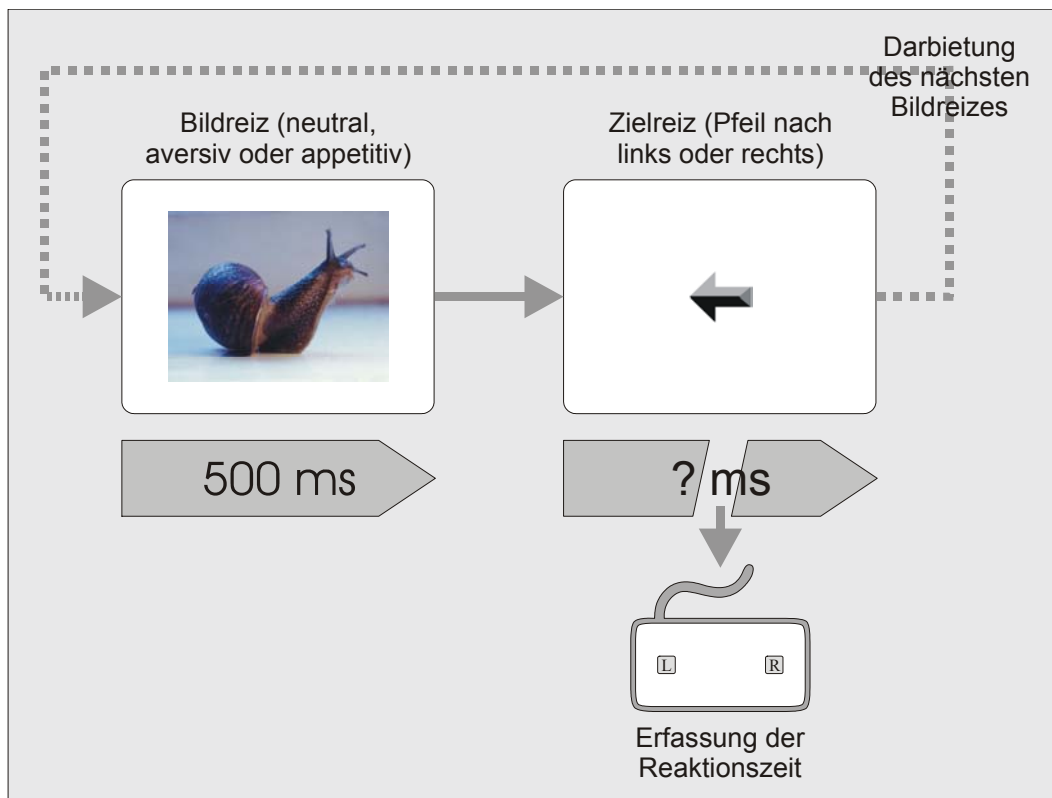 Darbietung
des nächsten
Bildreizes
Bildreiz (neutral,
aversiv oder appetitiv)
Zielreiz (Pfeil nach
links oder rechts)
500 ms
? ms
L
R
Erfassung der
Reaktionszeit